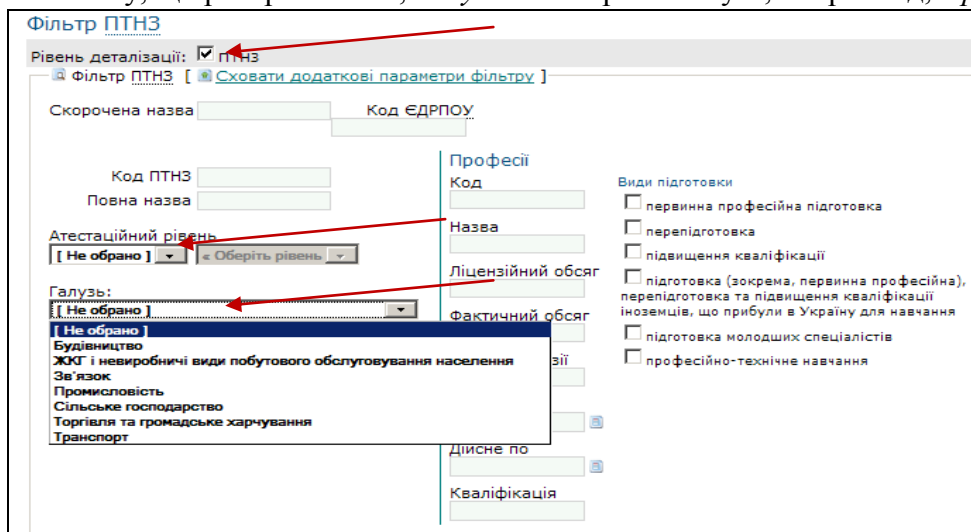 Фільтр ПТНЗ
Рівень деталізації: ПТНЗ
Фільтр ПТНЗ [ Сховати додаткові параметри фільтру ]
Скорочена назва
Код ЄДРПОУ
Код ПТНЗ
Повна назва
Атестаційний рівень
[ Не обрано ] « Оберіть рівень
Галузь:
[ Не обрано ]
[ Не обрано ]
Будівництво
ЖКГ і невиробничі види побутового обслуговування населення
Зв'язок
Промисловість
Сільське господарство
Торгівля та громадське харчування
Транспорт
Професії
Код
Назва
Ліцензійний обсяг
Фактичний обсяг
зії
Дійсне по
Кваліфікація
Види підготовки
первинна професійна підготовка
перепідготовка
підвищення кваліфікації
підготовка (зокрема, первинна професійна),
перепідготовка та підвищення кваліфікації
іноземців, що прибули в Україну для навчання
підготовка молодших спеціалістів
професійно-технічне навчання